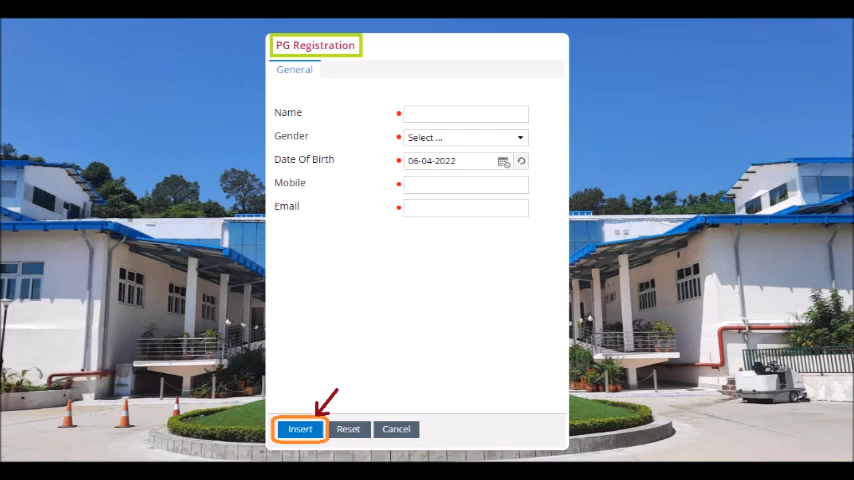 PG Registration
General
Name
Gender
Select ...
Date Of Birth
06-04-2022
Mobile
Email
Insert
Reset
Cancel